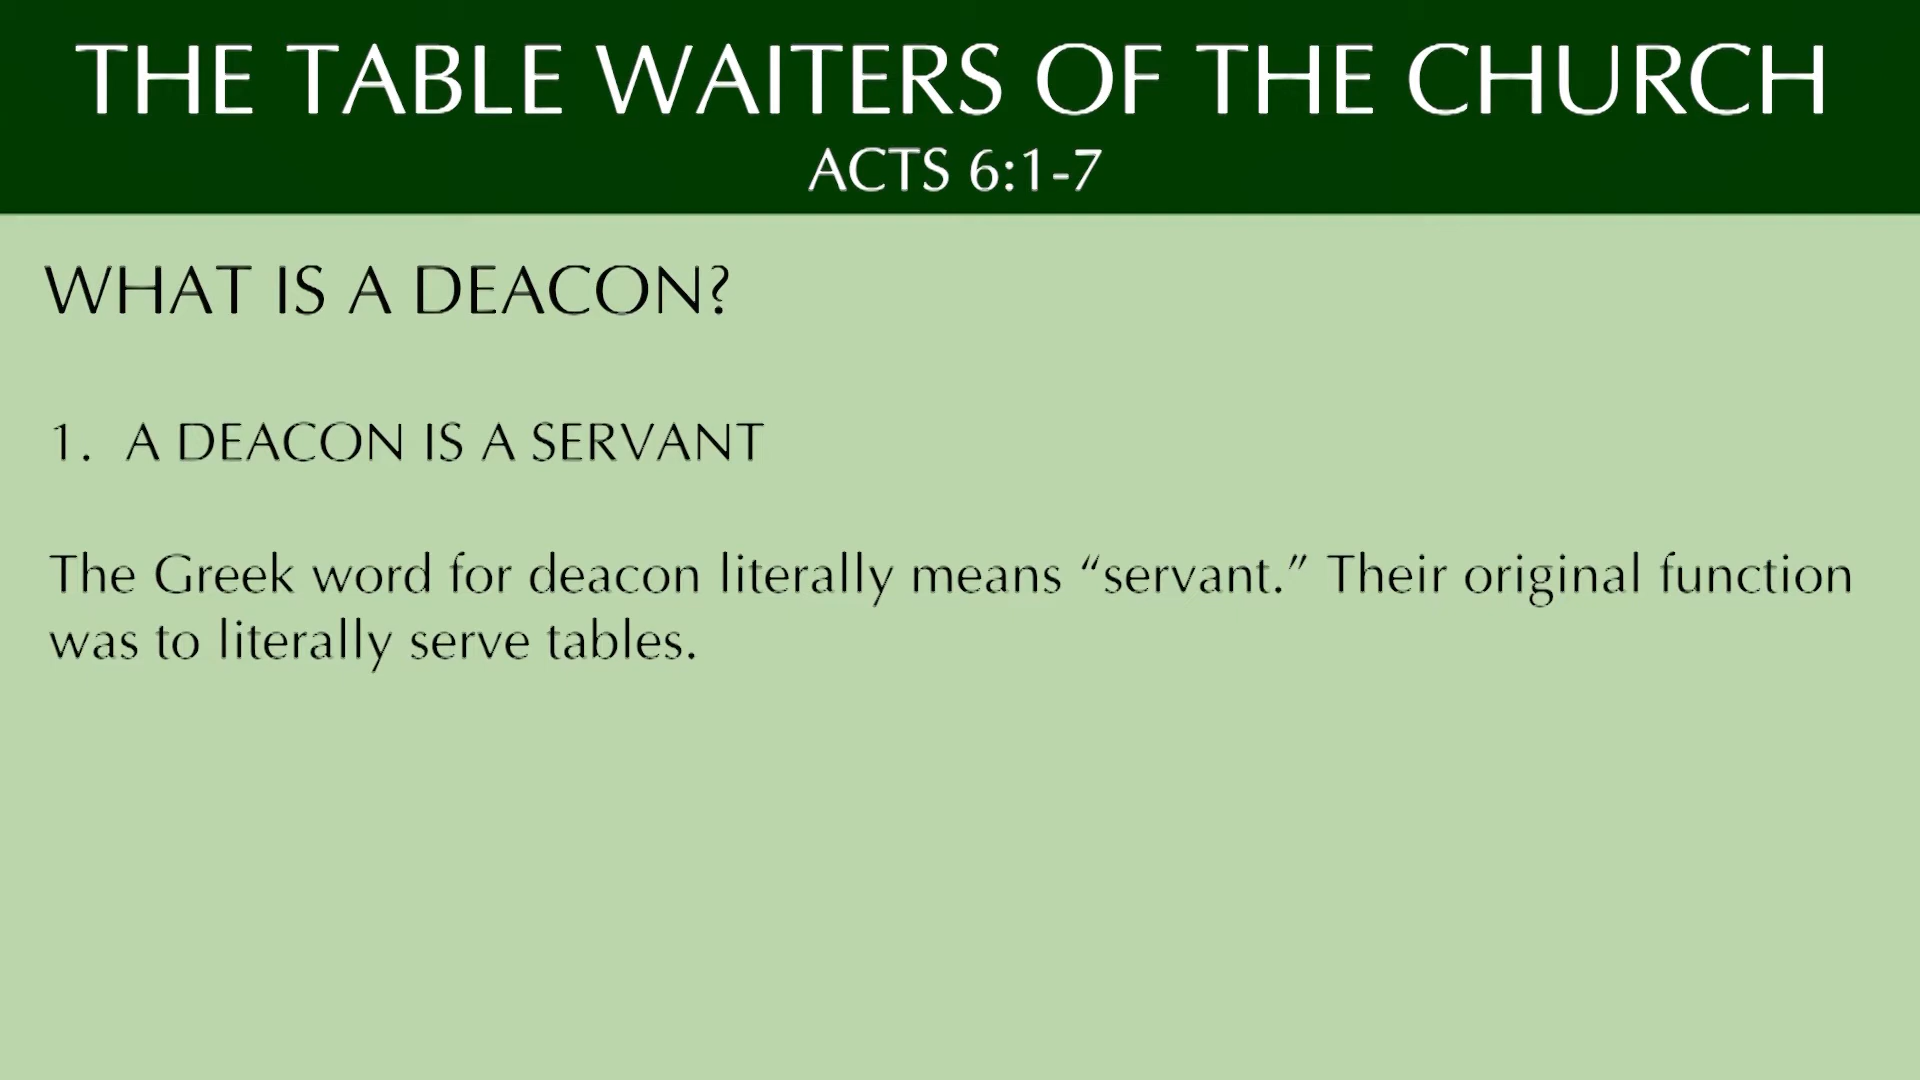 THE TABLE WAITERS OF THE CHURCH
ACTS 6:1-7
WHAT IS A DEACON?
1. A DEACON IS A SERVANT
The Greek word for deacon literally means “servant.” Their original function
was to literally serve tables.